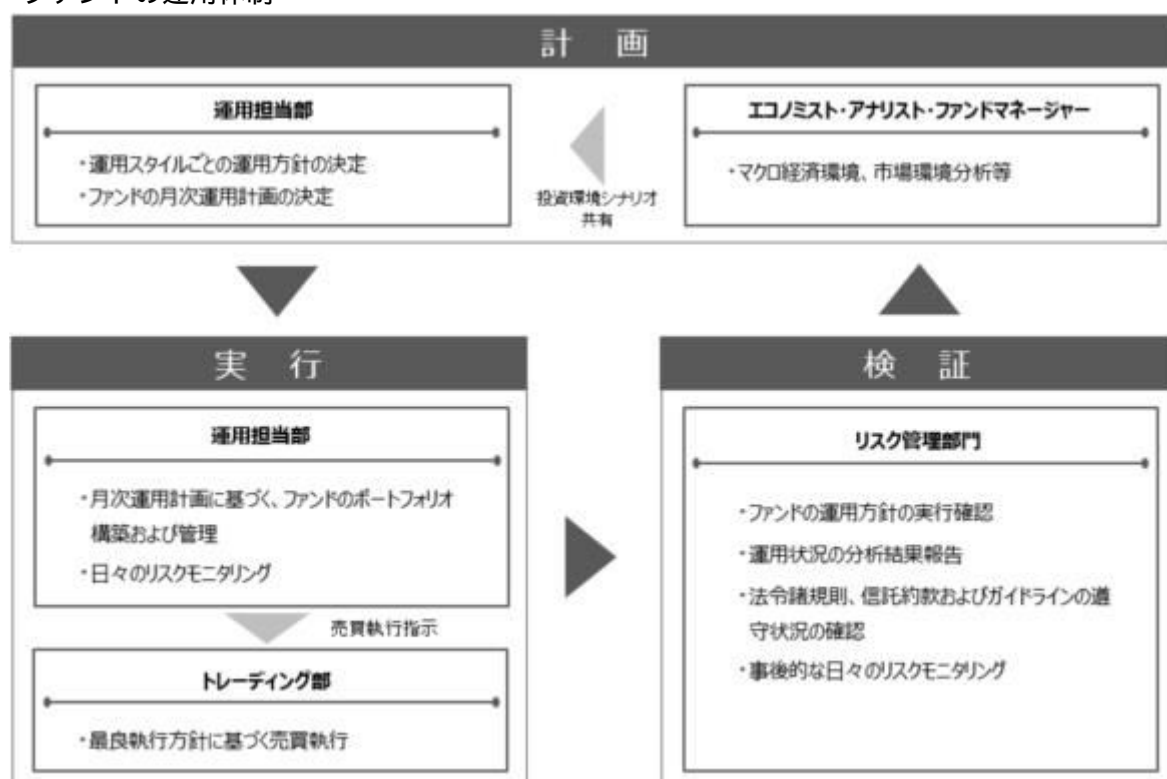 ファンドの運用体制
計 画
運用担当部
・運用スタイルごとの運用方針の決定
・ファンドの月次運用計画の決定
投資環境シナリオ
共有
エコノミスト・アナリスト・ファンドマネージャー
・マクロ経済環境、市場環境分析等
実 行
運用担当部
・月次運用計画に基づく、ファンドのポートフォリオ
構築および管理
・日々のリスクモニタリング
売買執行指示
トレーディング部
・最良執行方針に基づく売買執行
検 証
リスク管理部門
・ファンドの運用方針の実行確認
・運用状況の分析結果報告
・法令諸規則、信託約款およびガイドラインの遵
守状況の確認
・事後的な日々のリスクモニタリング